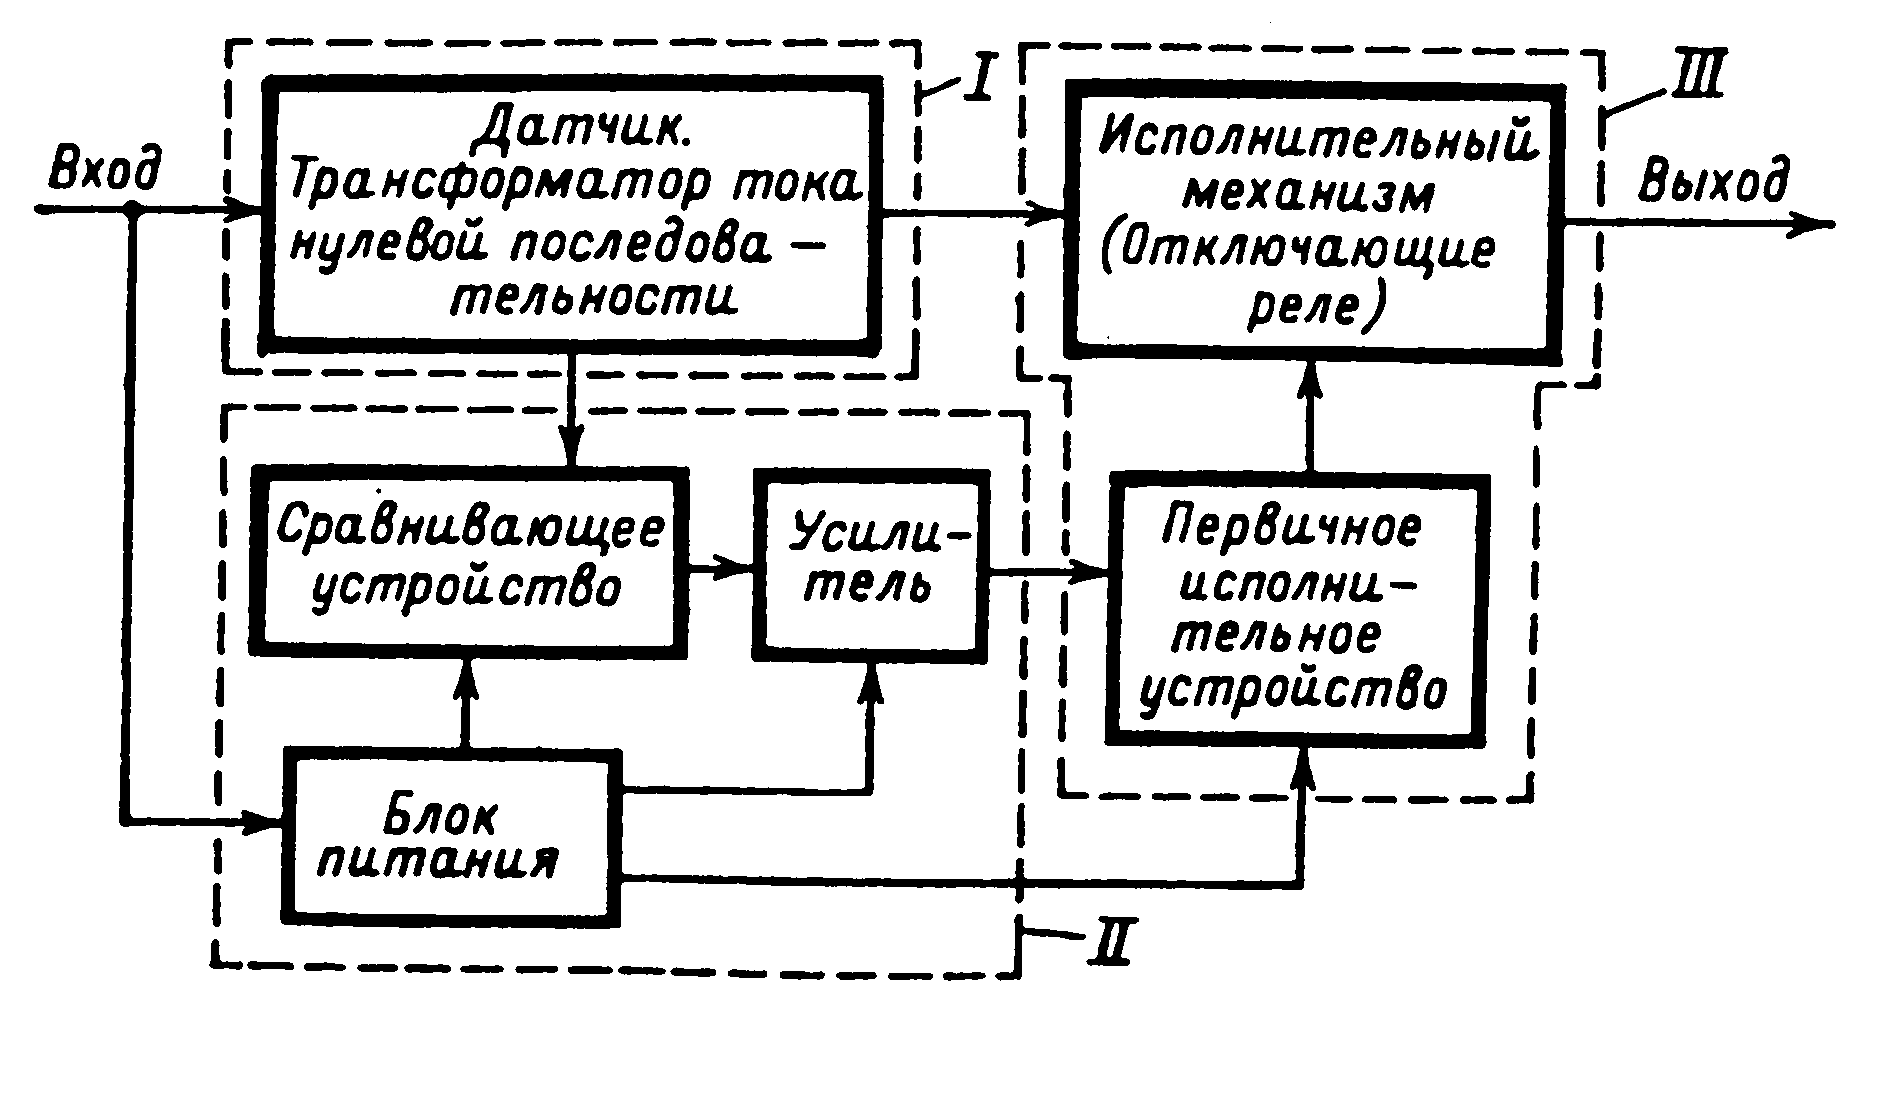 Вход
Датчик.
Трансформатор тока
нулевой последова-
тельности
I
Исполнительный
механизм
(Отключающие
реле)
III
Выход
Сравнивающее
устройство
Усили-
тель
Первичное
исполни-
тельное
устройство
Блок
питания
II